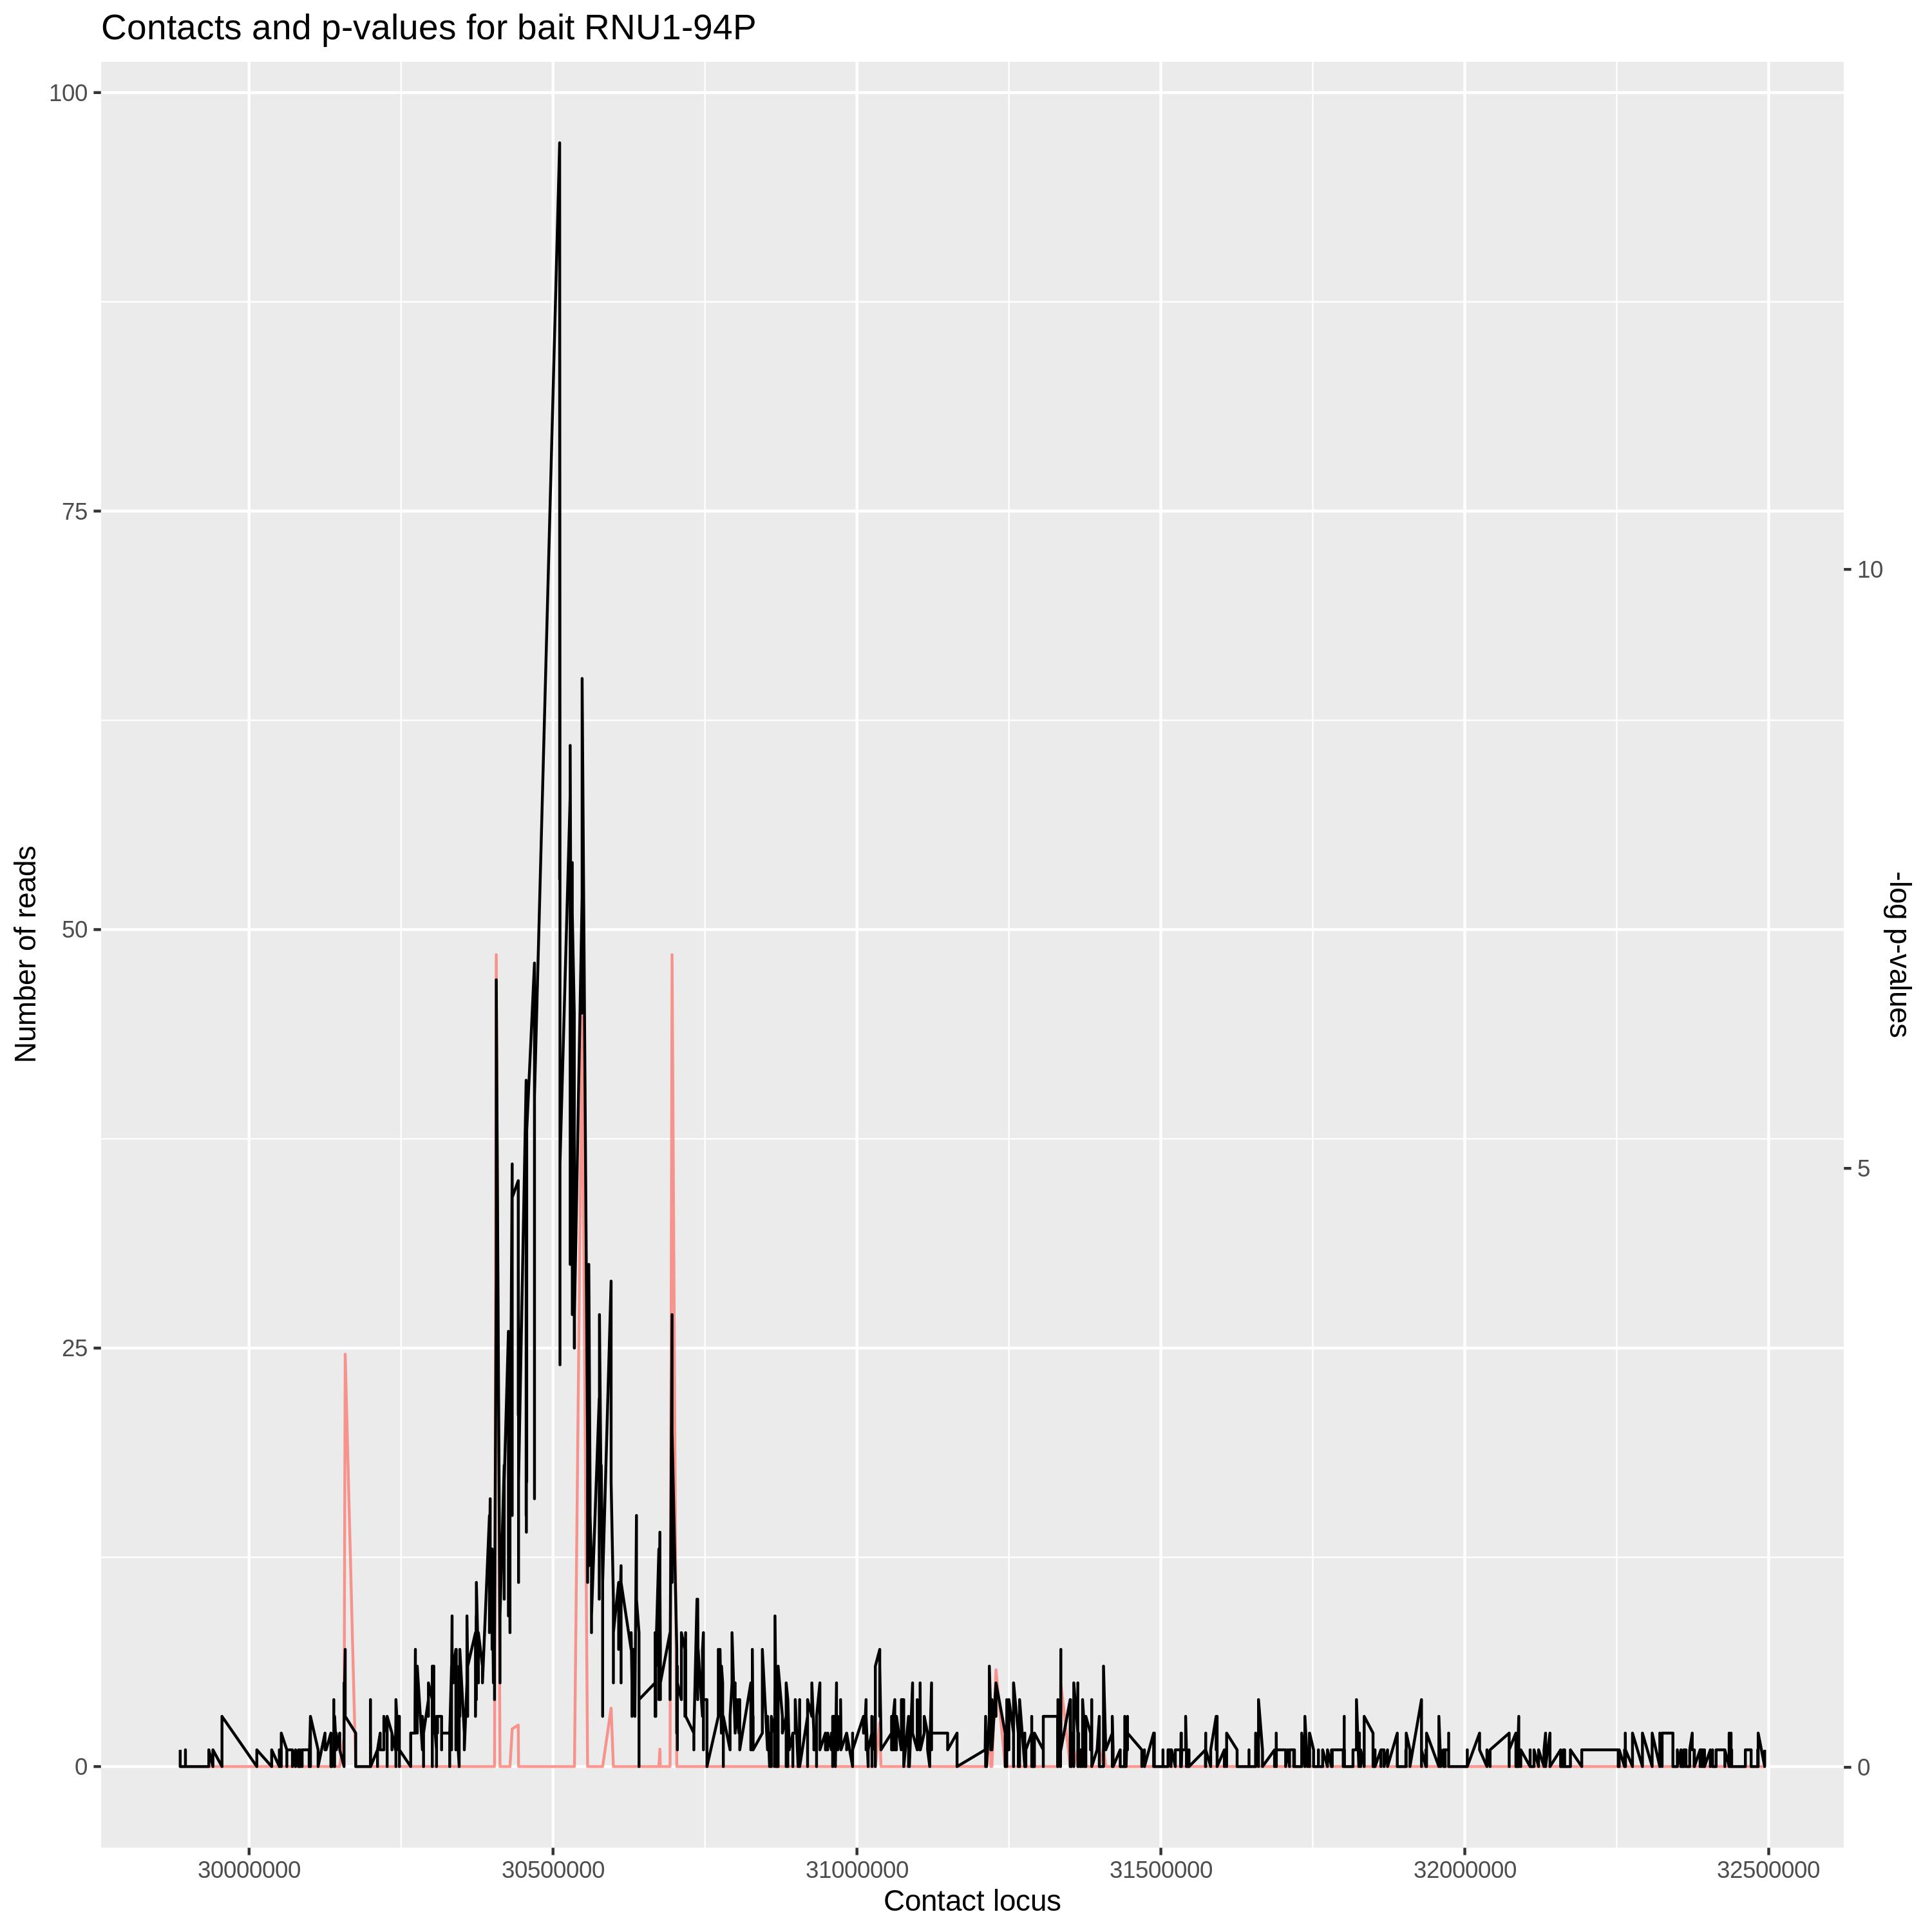 Contacts and p-values for bait RNU1-94P
100
75
50
25
0
10
5
0
Number of reads
-log p-values
30000000 30500000 31000000 31500000 32000000 32500000
Contact locus